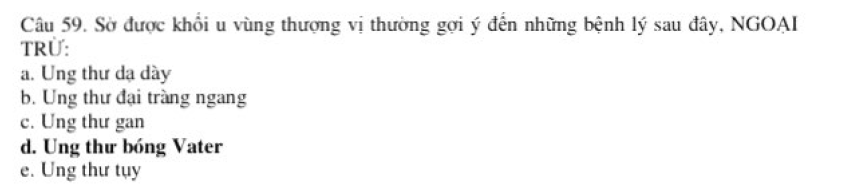 Câu 59. Sờ được khối u vùng thượng vị thường gợi ý đến những bệnh lý sau đây, NGOẠI
TRỪ:
a. Ung thư dạ dày
b. Ung thư đại tràng ngang
c. Ung thư gan
d. Ung thư bóng Vater
e. Ung thư tụy